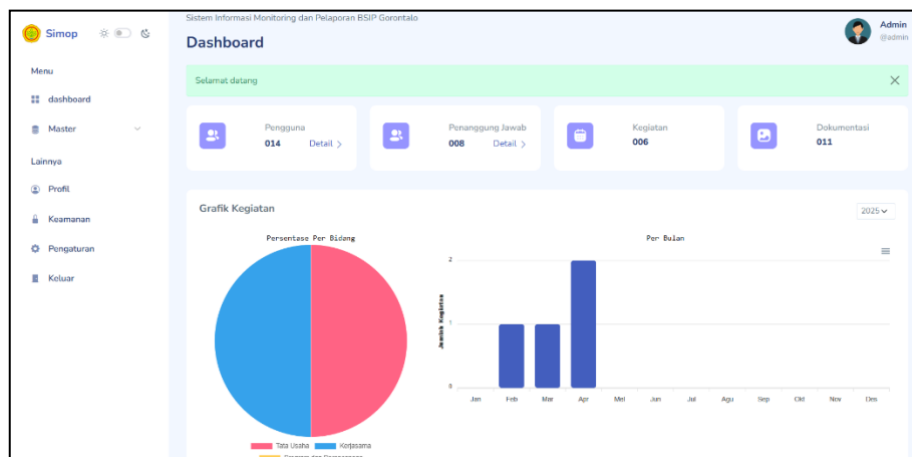 Simop
Menu
dashboard
Master
Lainnya
Profil
Keamanan
Pengaturan
Keluar
Sistem Informasi Monitoring dan Pelaporan BSIP Gorontalo
Dashboard
Admin
@admin
Selamat datang
Pengguna
014 Detail >
Penanggung Jawab
008 Detail >
Kegiatan
006
Dokumentasi
011
Grafik Kegiatan
2025
Persentase Per Bidang
Tata Usaha Kerjasama
Per Bulan
Jumlah Kegiatan
2
1
0
Jan Feb Mar Apr Mei Jun Jul Agu Sep Okt Nov Des